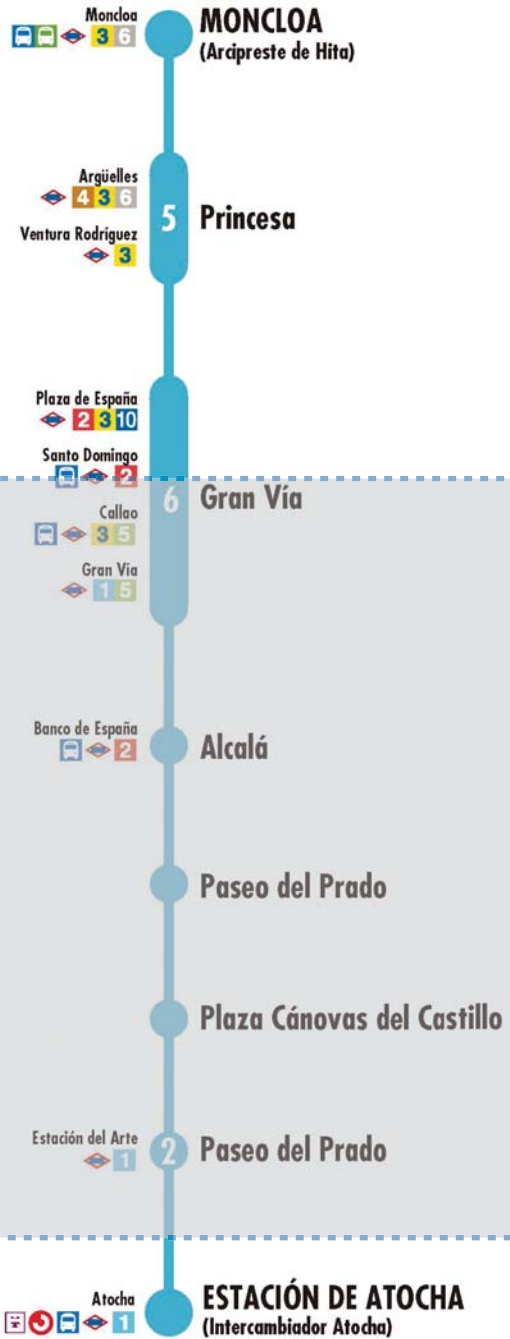 Moncloa
3 6
MONCLOA
(Arcipreste de Hita)
Argüelles
4 3 6
5
Princesa
Ventura Rodríguez
3
Plaza de España
2 3 10
Santo Domingo
2
6
Gran Vía
Callao
3 5
Gran Vía
1 5
Banco de España
2
Alcalá
Paseo del Prado
Plaza Cánovas del Castillo
Estación del Arte
1
2
Paseo del Prado
Atocha
1
ESTACIÓN DE ATOCHA
(Intercambiador Atocha)